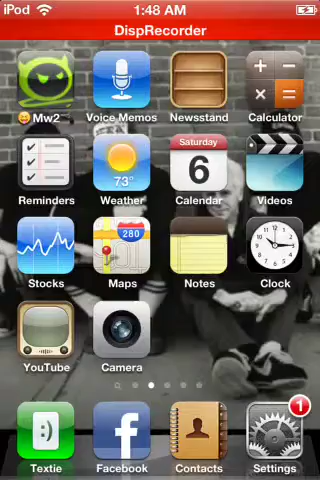 iPod 1:48 AM
DispRecorder
😄Mw2 Voice Memos Newsstand Calculator
73°
Saturday
6
Reminders Weather Calendar Videos
280
Stocks Maps Notes Clock
YouTube Camera
:)
1
Textie Facebook Contacts Settings